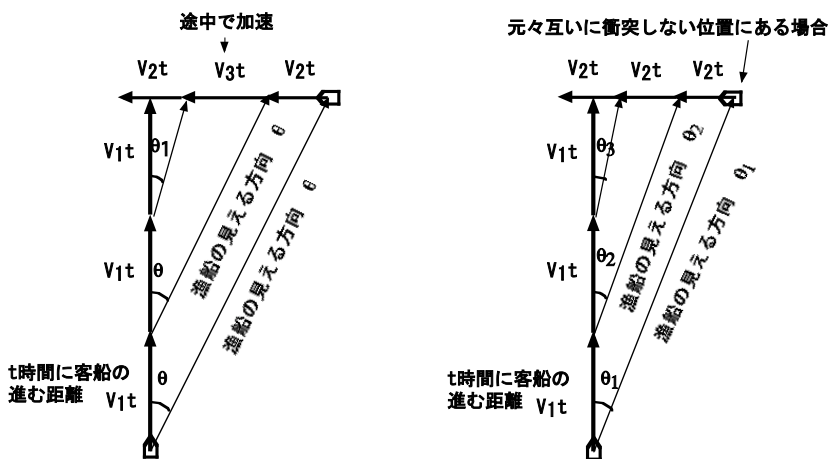 途中で加速
V2t
V3t
V2t
V1t
θ1
漁船の見える方向 θ
漁船の見える方向 θ
V1t
θ
t時間に客船の
進む距離
V1t
θ
元々互いに衝突しない位置にある場合
V2t
V2t
V2t
V1t
θ3
漁船の見える方向 θ2
漁船の見える方向 θ1
V1t
θ2
t時間に客船の
進む距離
V1t
θ1